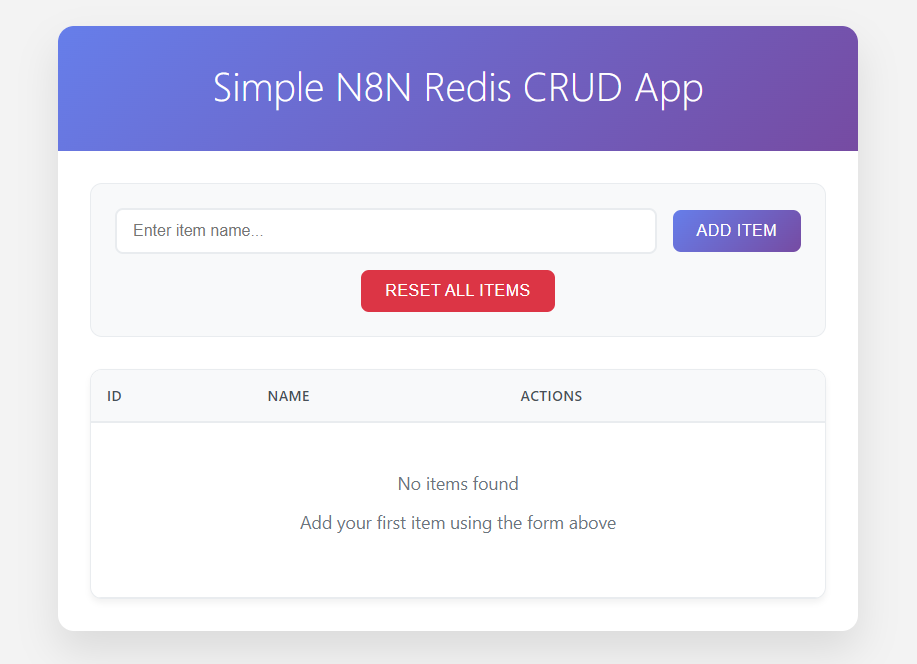 Simple N8N Redis CRUD App
Enter item name...
ADD ITEM
RESET ALL ITEMS
ID NAME ACTIONS
No items found
Add your first item using the form above